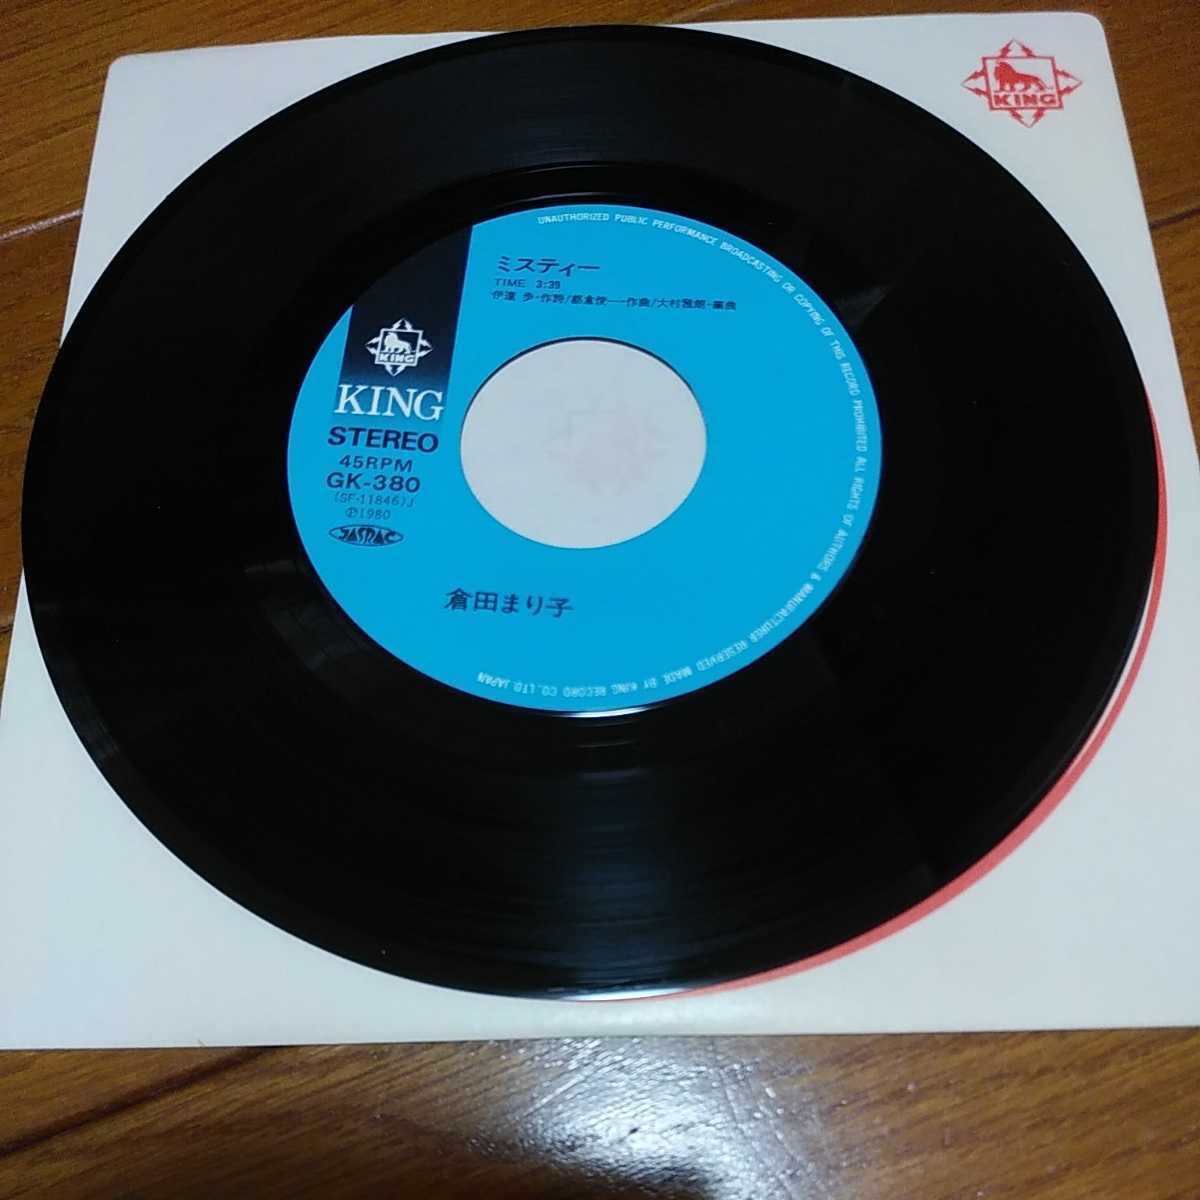 KING
UNAUTHORIZED PUBLIC PERFORMANCE BROADCASTING OR COPYING OF THIS RECORD PROHIBITED ALL RIGHTS OF AUTHORS & MANUFACTURER RESERVED MADE BY KING RECORD CO., LTD. JAPAN
ミスティー
TIME 3:39
伊達 歩・作詩/都倉俊一・作曲/大村雅朗・編曲
KING
KING
STEREO
45RPM
GK-380
(SF-11846)J
℗1980
JASRAC
倉田まり子